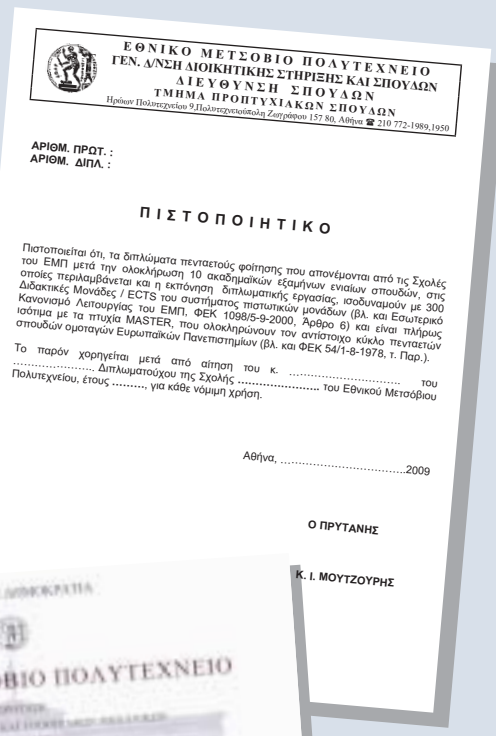 ΕΘΝΙΚΟ ΜΕΤΣΟΒΙΟ ΠΟΛΥΤΕΧΝΕΙΟ
ΓΕΝ. Δ/ΝΣΗ ΔΙΟΙΚΗΤΙΚΗΣ ΣΤΗΡΙΞΗΣ ΚΑΙ ΣΠΟΥΔΩΝ
ΔΙΕΥΘΥΝΣΗ ΣΠΟΥΔΩΝ
ΤΜΗΜΑ ΠΡΟΠΤΥΧΙΑΚΩΝ ΣΠΟΥΔΩΝ
Ηρώων Πολυτεχνείου 9,Πολυτεχνειούπολη Ζωγράφου 157 80, Αθήνα ☎ 210 772-1989,1950
ΑΡΙΘΜ. ΠΡΩΤ. :
ΑΡΙΘΜ. ΔΙΠΛ. :
ΠΙΣΤΟΠΟΙΗΤΙΚΟ
Πιστοποιείται ότι, τα διπλώματα πενταετούς φοίτησης που απονέμονται από τις Σχολές
του ΕΜΠ μετά την ολοκλήρωση 10 ακαδημαϊκών εξαμήνων ενιαίων σπουδών, στις
οποίες περιλαμβάνεται και η εκπόνηση διπλωματικής εργασίας, ισοδυναμούν με 300
Διδακτικές Μονάδες / ECTS του συστήματος πιστωτικών μονάδων (βλ. και Εσωτερικό
Κανονισμό Λειτουργίας του ΕΜΠ, ΦΕΚ 1098/5-9-2000, Άρθρο 6) και είναι πλήρως
ισότιμα με τα πτυχία MASTER, που ολοκληρώνουν τον αντίστοιχο κύκλο πενταετών
σπουδών ομοταγών Ευρωπαϊκών Πανεπιστημίων (βλ. και ΦΕΚ 54/1-8-1978, τ. Παρ.).
Το παρόν χορηγείται μετά από αίτηση του κ. ................................ του
........................ Διπλωματούχου της Σχολής ........................ του Εθνικού Μετσόβιου
Πολυτεχνείου, έτους ........., για κάθε νόμιμη χρήση.
Αθήνα, ....................................2009
Ο ΠΡΥΤΑΝΗΣ
Κ. Ι. ΜΟΥΤΖΟΥΡΗΣ
ΔΗΜΟΚΡΑΤΙΑ
ΒΙΟ ΠΟΛΥΤΕΧΝΕΙΟ